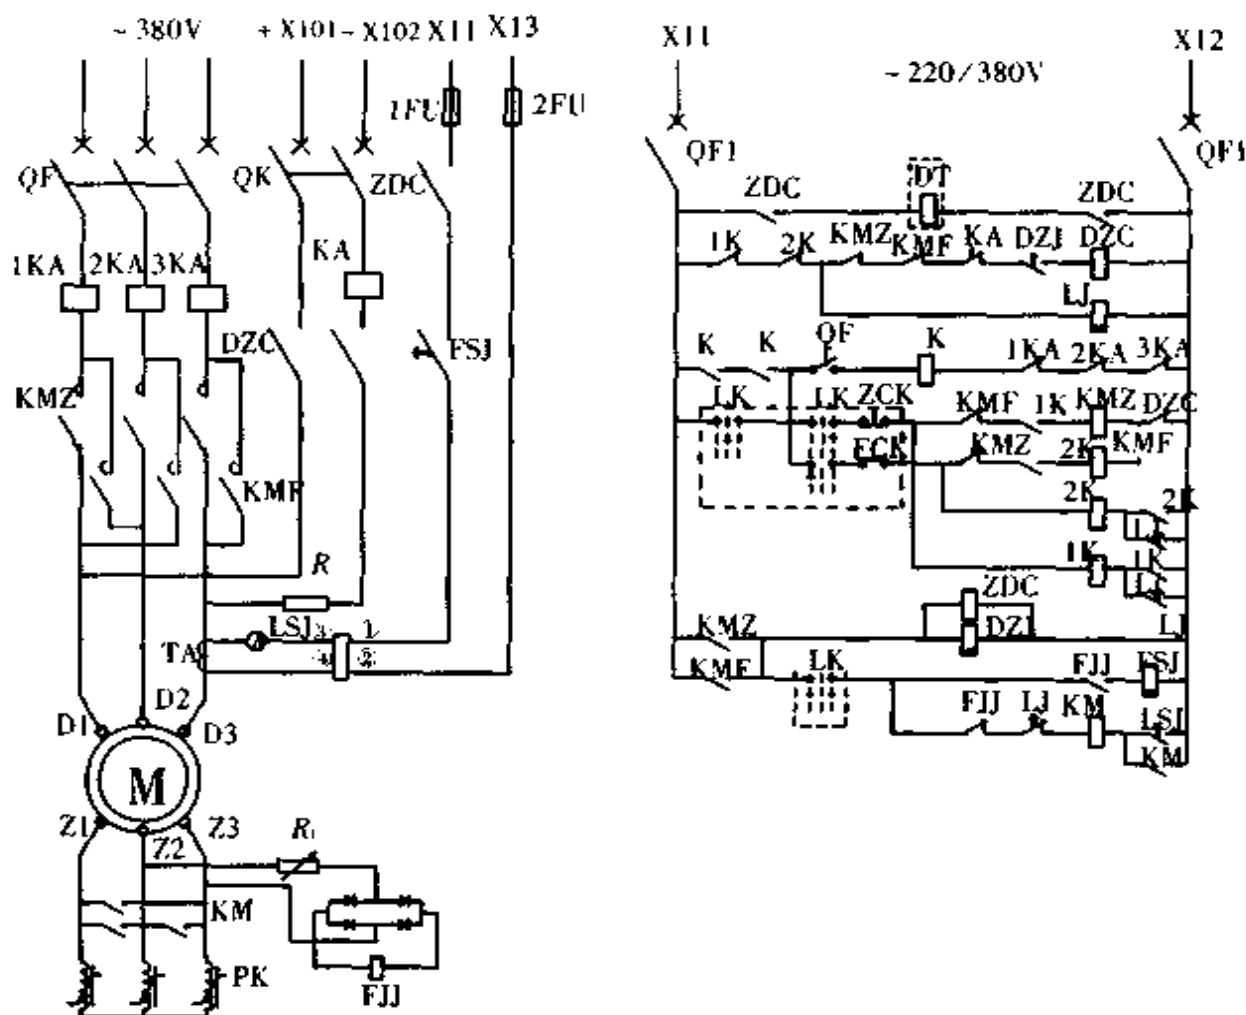 ~ 380V
+ X101
- X102
X11
X13
1FU
2FU
QF
QK
ZDC
1KA
2KA
3KA
KA
DZC
FSJ
KMZ
KMF
R
LSJ
3
1
4
2
TA
D1
D2
D3
M
Z1
Z2
Z3
R1
KM
PK
FJJ
X11
X12
~ 220/380V
QF1
QF1
ZDC
DT
ZDC
1K
2K
KMZ
KMF
KA
DZJ
DZC
LJ
K
K
QF
K
1KA
2KA
3KA
LK
LK
ZCK
KMF
1K
KMZ
DZC
FCK
KMZ
2K
KMF
2K
2K
1K
1K
ZDC
KMZ
DZJ
LJ
KMF
LK
FJJ
FSJ
FJJ
LJ
KM
LSJ
KM